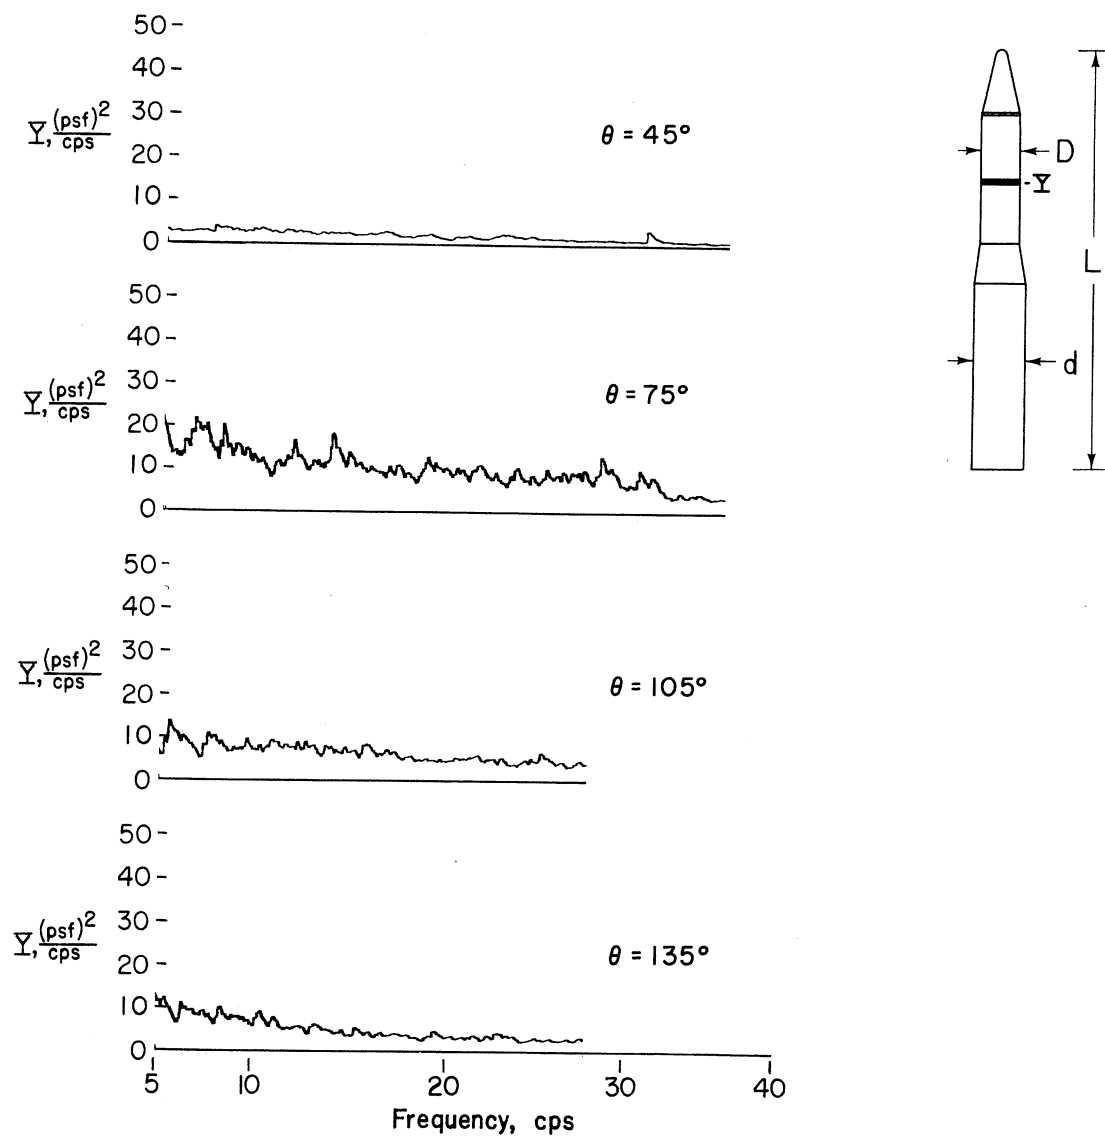 50
40
30
20
10
0
Ɏ, (psf)²/cps
θ = 45°
50
40
30
20
10
0
Ɏ, (psf)²/cps
θ = 75°
50
40
30
20
10
0
Ɏ, (psf)²/cps
θ = 105°
50
40
30
20
10
0
Ɏ, (psf)²/cps
θ = 135°
5 10 20 30 40
Frequency, cps
D
Ɏ
L
d